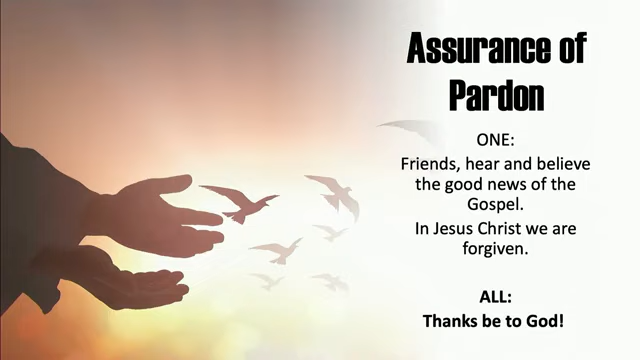 Assurance of
Pardon
ONE:
Friends, hear and believe
the good news of the
Gospel.
In Jesus Christ we are
forgiven.
ALL:
Thanks be to God!